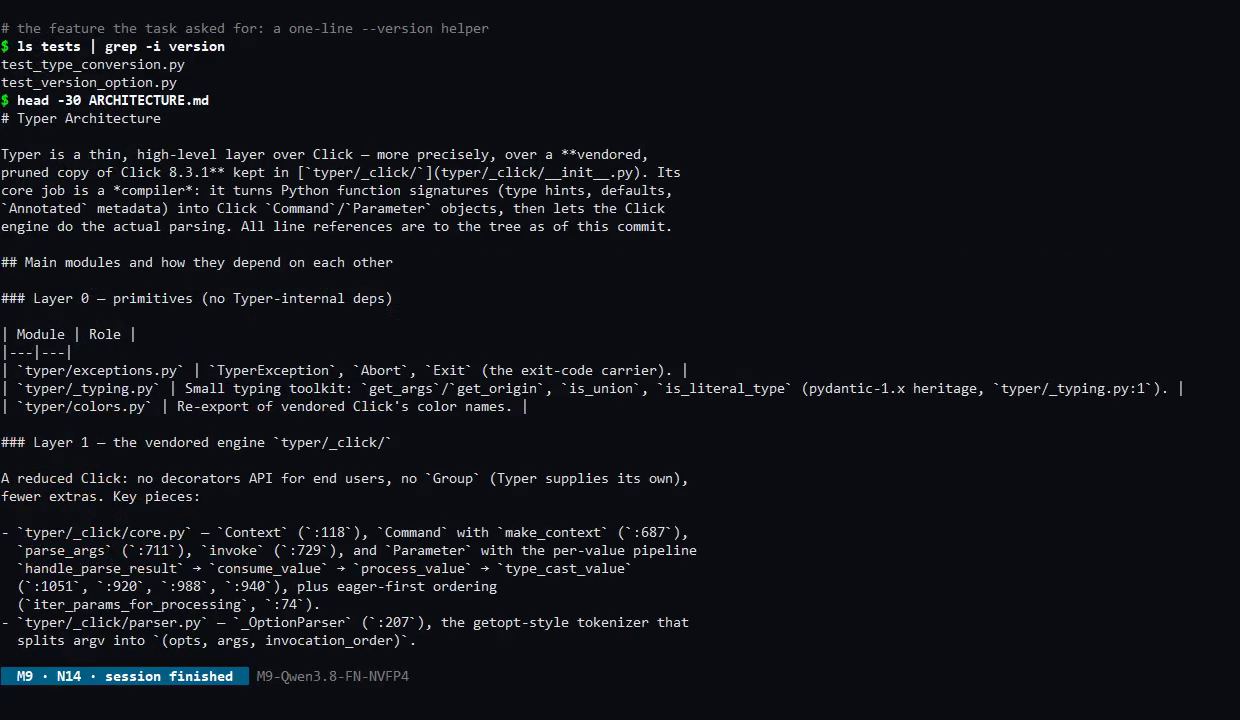 # the feature the task asked for: a one-line --version helper
$ ls tests | grep -i version
test_type_conversion.py
test_version_option.py
$ head -30 ARCHITECTURE.md
# Typer Architecture
Typer is a thin, high-level layer over Click — more precisely, over a **vendored,
pruned copy of Click 8.3.1** kept in [`typer/_click/`](typer/_click/__init__.py). Its
core job is a *compiler*: it turns Python function signatures (type hints, defaults,
`Annotated` metadata) into Click `Command`/`Parameter` objects, then lets the Click
engine do the actual parsing. All line references are to the tree as of this commit.
## Main modules and how they depend on each other
### Layer 0 — primitives (no Typer-internal deps)
| Module | Role |
|---|---|
| `typer/exceptions.py` | `TyperException`, `Abort`, `Exit` (the exit-code carrier). |
| `typer/_typing.py` | Small typing toolkit: `get_args`/`get_origin`, `is_union`, `is_literal_type` (pydantic-1.x heritage, `typer/_typing.py:1`). |
| `typer/colors.py` | Re-export of vendored Click's color names. |
### Layer 1 — the vendored engine `typer/_click/`
A reduced Click: no decorators API for end users, no `Group` (Typer supplies its own),
fewer extras. Key pieces:
- `typer/_click/core.py` — `Context` (`:118`), `Command` with `make_context` (`:687`),
`parse_args` (`:711`), `invoke` (`:729`), and `Parameter` with the per-value pipeline
`handle_parse_result` → `consume_value` → `process_value` → `type_cast_value`
(`:1051`, `:920`, `:988`, `:940`), plus eager-first ordering
(`iter_params_for_processing`, `:74`).
- `typer/_click/parser.py` — `_OptionParser` (`:207`), the getopt-style tokenizer that
splits argv into `(opts, args, invocation_order)`.
M9 · N14 · session finished M9-Qwen3.8-FN-NVFP4